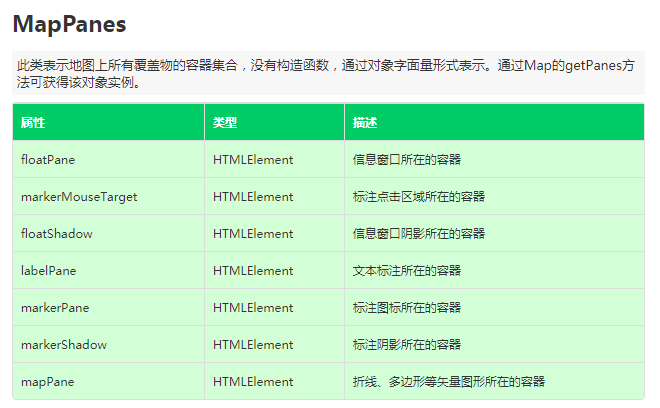 MapPanes
此类表示地图上所有覆盖物的容器集合，没有构造函数，通过对象字面量形式表示。通过Map的getPanes方
法可获得该对象实例。
属性 类型 描述
floatPane HTMLElement 信息窗口所在的容器
markerMouseTarget HTMLElement 标注点击区域所在的容器
floatShadow HTMLElement 信息窗口阴影所在的容器
labelPane HTMLElement 文本标注所在的容器
markerPane HTMLElement 标注图标所在的容器
markerShadow HTMLElement 标注阴影所在的容器
mapPane HTMLElement 折线、多边形等矢量图形所在的容器